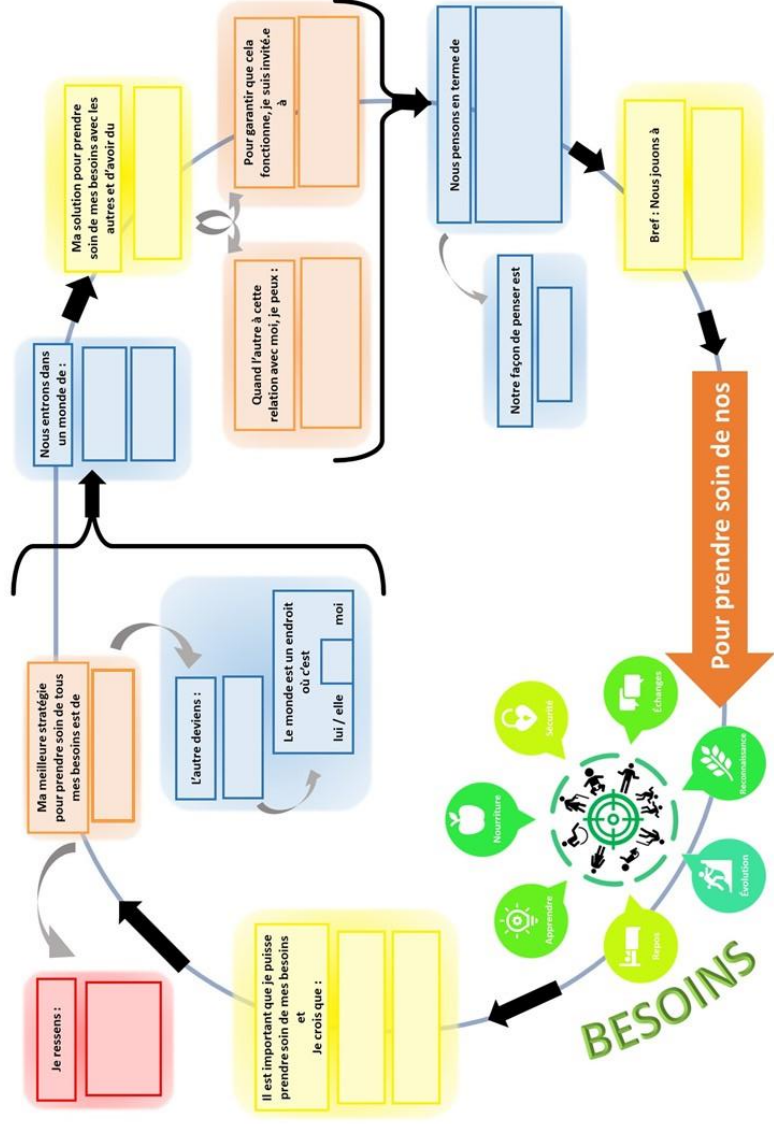 BESOINS
Nourriture
Sécurité
Échanges
Reconnaissance
Évolution
Repos
Apprendre
Il est important que je puisse
prendre soin de mes besoins
et
Je crois que :
Ma meilleure stratégie
pour prendre soin de tous
mes besoins est de
Je ressens :
L'autre deviens :
Le monde est un endroit
où c'est
lui / elle
moi
Nous entrons dans
un monde de :
Ma solution pour prendre
soin de mes besoins avec les
autres et d'avoir du
Quand l'autre à cette
relation avec moi, je peux :
Pour garantir que cela
fonctionne, je suis invité.e
à
Nous pensons en terme de
Notre façon de penser est
Bref : Nous jouons à
Pour prendre soin de nos